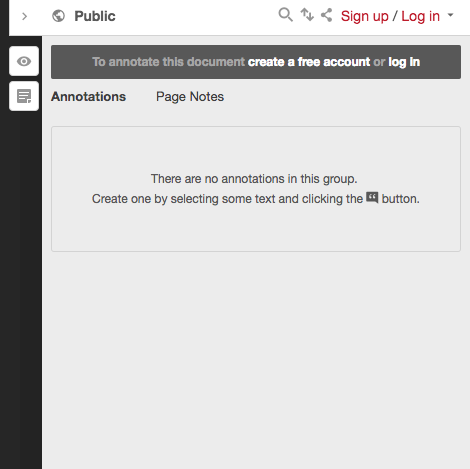 Public
Sign up / Log in
To annotate this document create a free account or log in
Annotations Page Notes
There are no annotations in this group.
Create one by selecting some text and clicking the button.